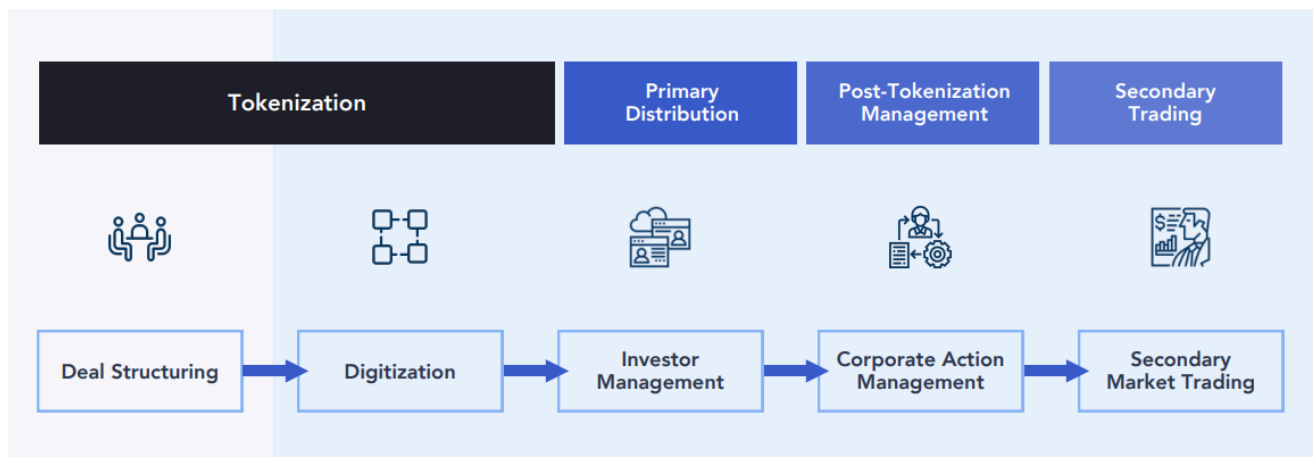 Tokenization
Primary
Distribution
Post-Tokenization
Management
Secondary
Trading
Deal Structuring
Digitization
Investor
Management
Corporate Action
Management
Secondary
Market Trading